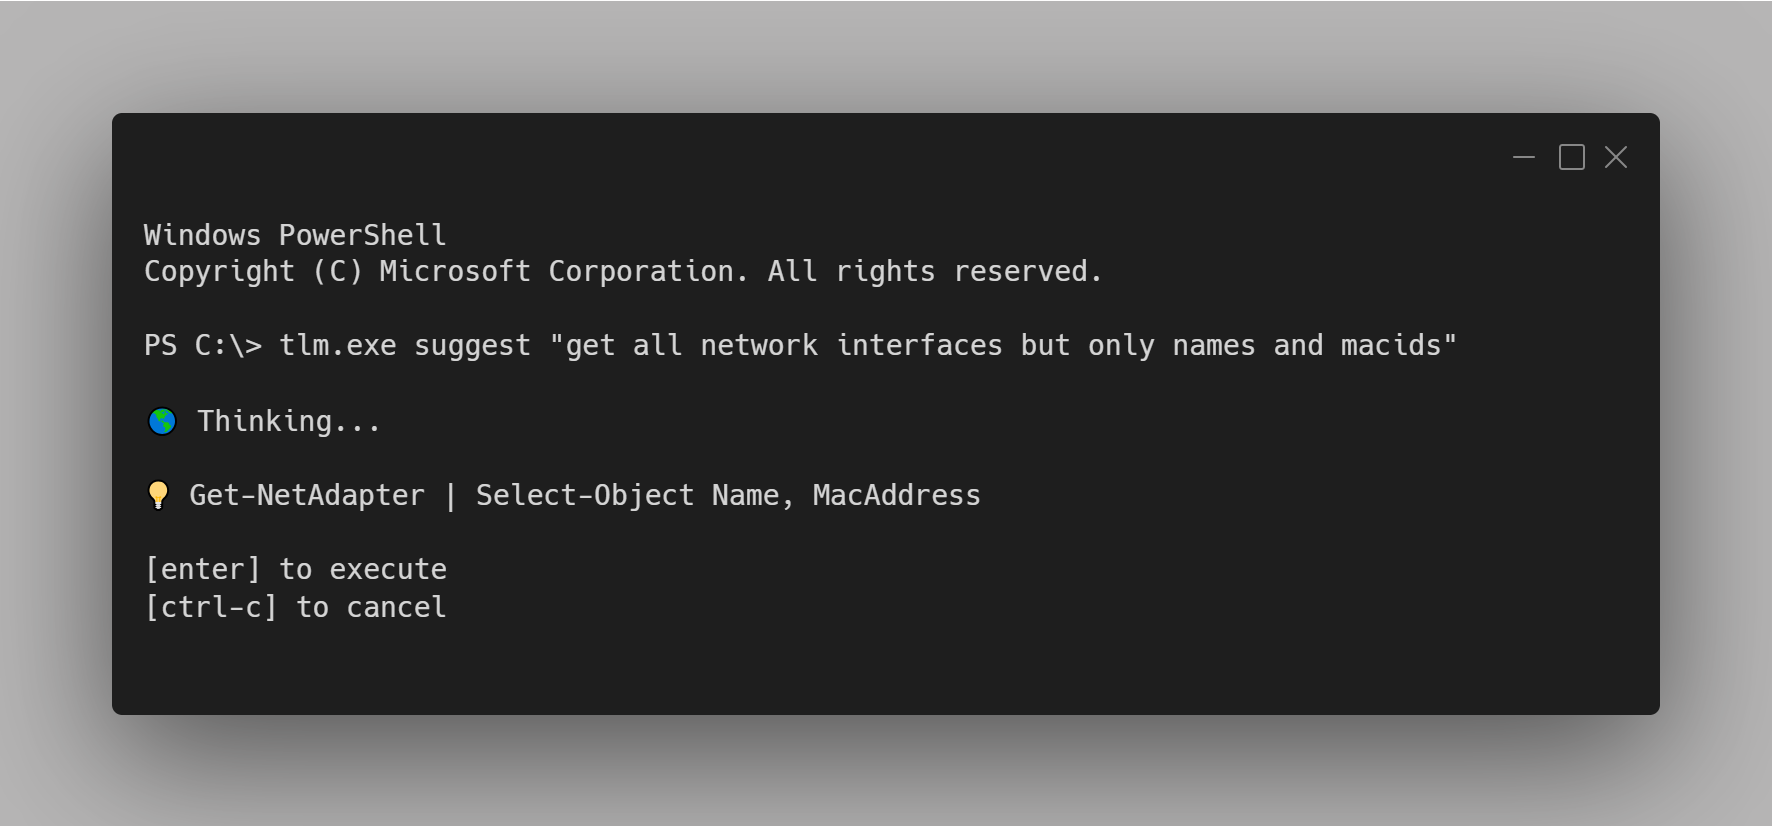 Windows PowerShell
Copyright (C) Microsoft Corporation. All rights reserved.
PS C:\> tlm.exe suggest "get all network interfaces but only names and macids"
🌎 Thinking...
💡 Get-NetAdapter | Select-Object Name, MacAddress
[enter] to execute
[ctrl-c] to cancel